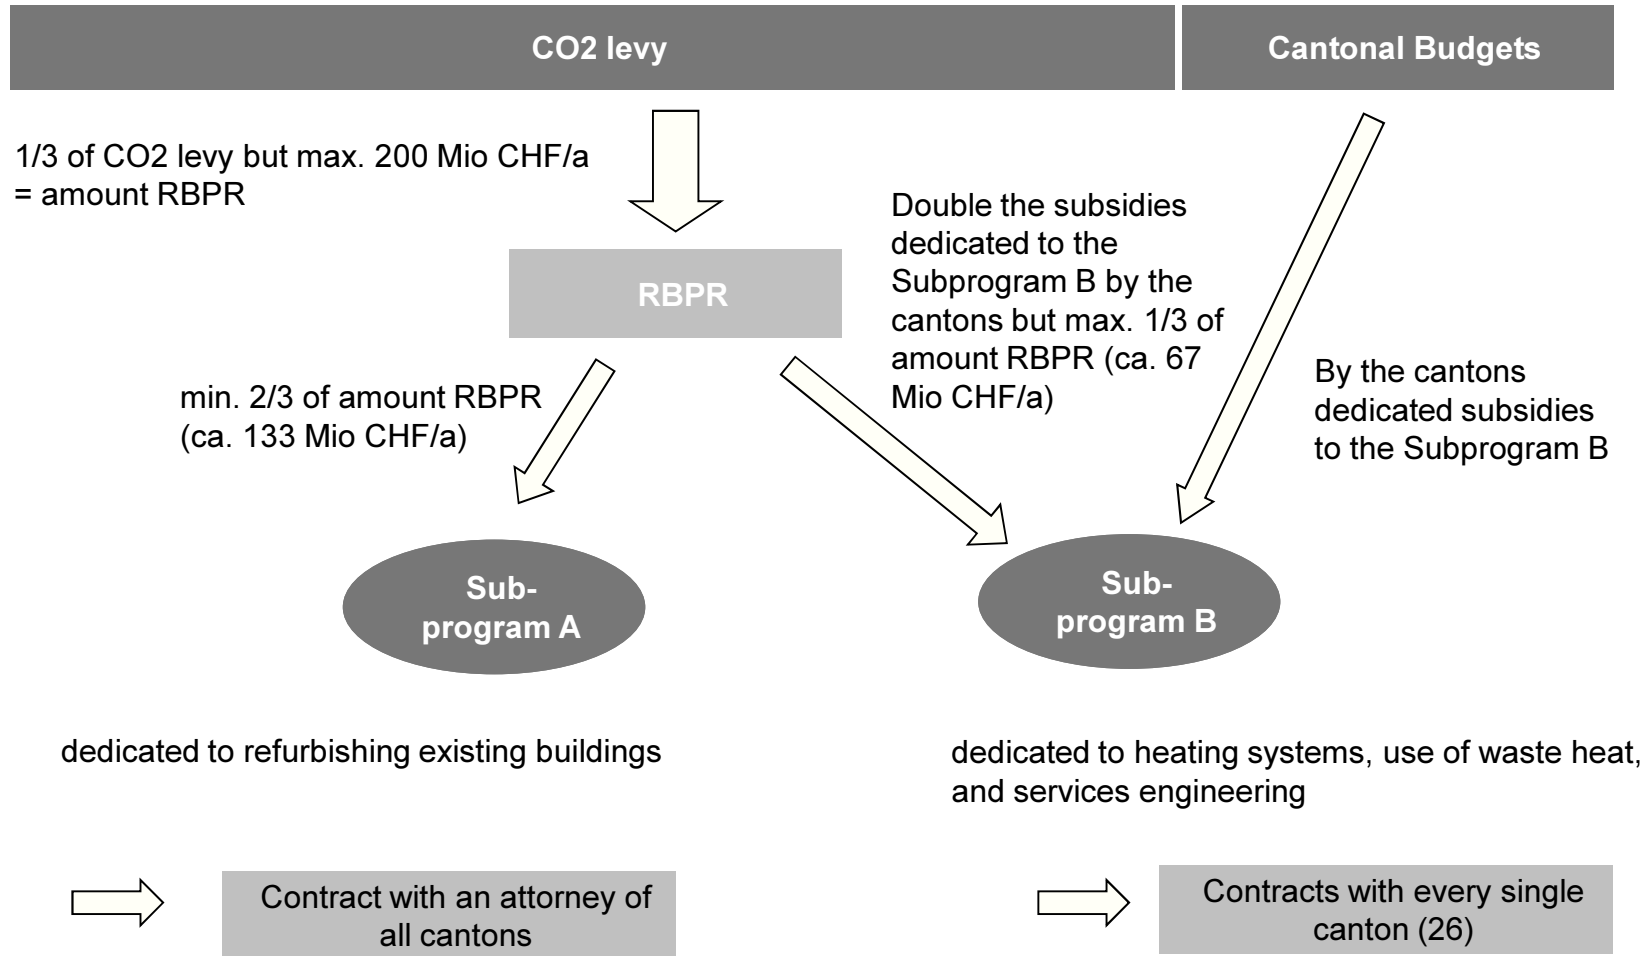 CO2 levy
Cantonal Budgets
1/3 of CO2 levy but max. 200 Mio CHF/a
= amount RBPR
RBPR
Double the subsidies
dedicated to the
Subprogram B by the
cantons but max. 1/3 of
amount RBPR (ca. 67
Mio CHF/a)
min. 2/3 of amount RBPR
(ca. 133 Mio CHF/a)
By the cantons
dedicated subsidies
to the Subprogram B
Sub-
program A
Sub-
program B
dedicated to refurbishing existing buildings
dedicated to heating systems, use of waste heat,
and services engineering
Contract with an attorney of
all cantons
Contracts with every single
canton (26)